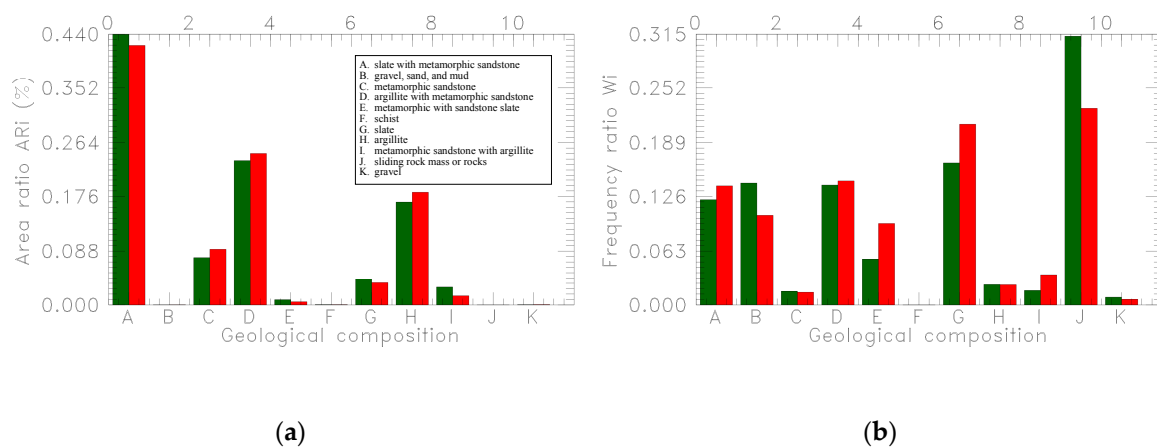 0 2 4 6 8 10
0.440
0.352
0.264
0.176
0.088
0.000
Area ratio ARi (%)
A. slate with metamorphic sandstone
B. gravel, sand, and mud
C. metamorphic sandstone
D. argillite with metamorphic sandstone
E. metamorphic with sandstone slate
F. schist
G. slate
H. argillite
I. metamorphic sandstone with argillite
J. sliding rock mass or rocks
K. gravel
A B C D E F G H I J K
Geological composition
(a)
0 2 4 6 8 10
0.315
0.252
0.189
0.126
0.063
0.000
Frequency ratio Wi
A B C D E F G H I J K
Geological composition
(b)